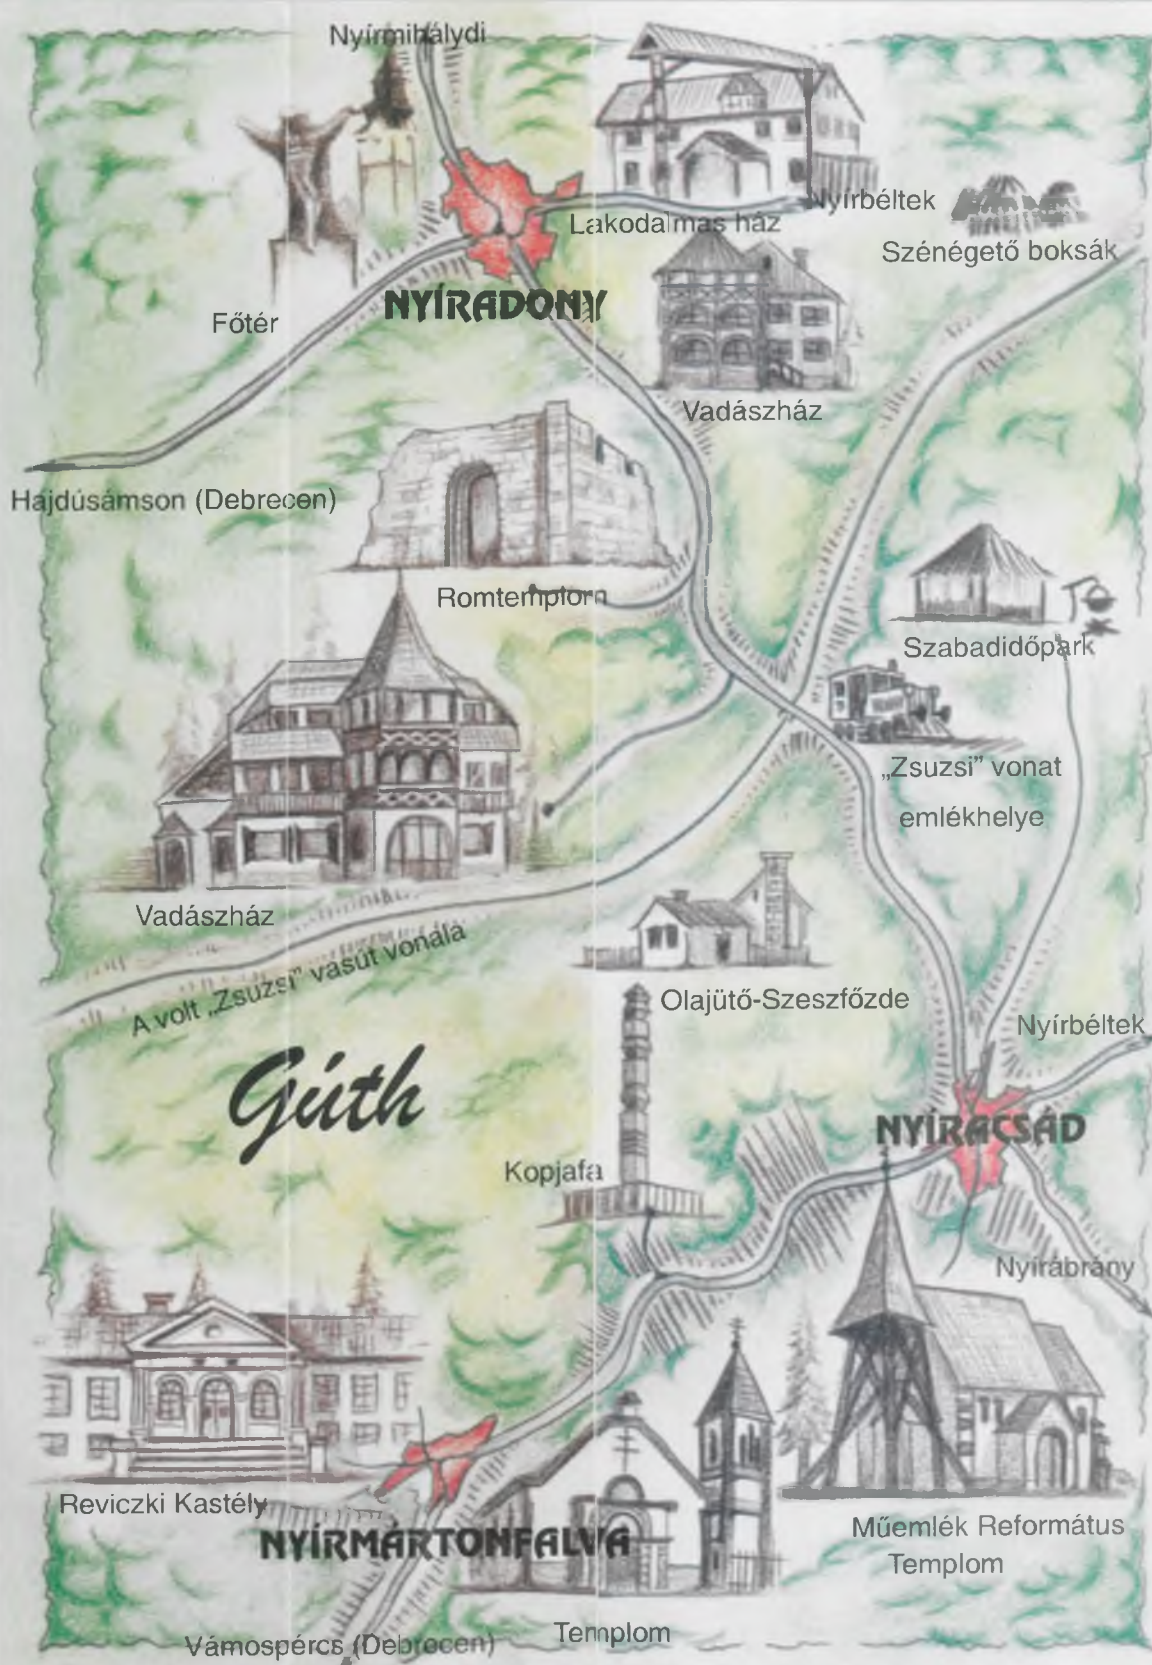 Nyírmihálydi
Nyírbéltek
Lakodalmas ház
Szénégető boksák
NYÍRADONY
Főtér
Vadászház
Hajdúsámson (Debrecen)
Romtemplom
Szabadidőpark
„Zsuzsi” vonat
emlékhelye
Vadászház
A volt „Zsuzsi” vasút vonala
Olajütő-Szeszfőzde
Nyírbéltek
Gúth
NYÍRACSÁD
Kopjafa
Nyírábrány
Reviczki Kastély
NYÍRMÁRTONFALVA
Műemlék Református
Templom
Templom
Vámospércs (Debrecen)